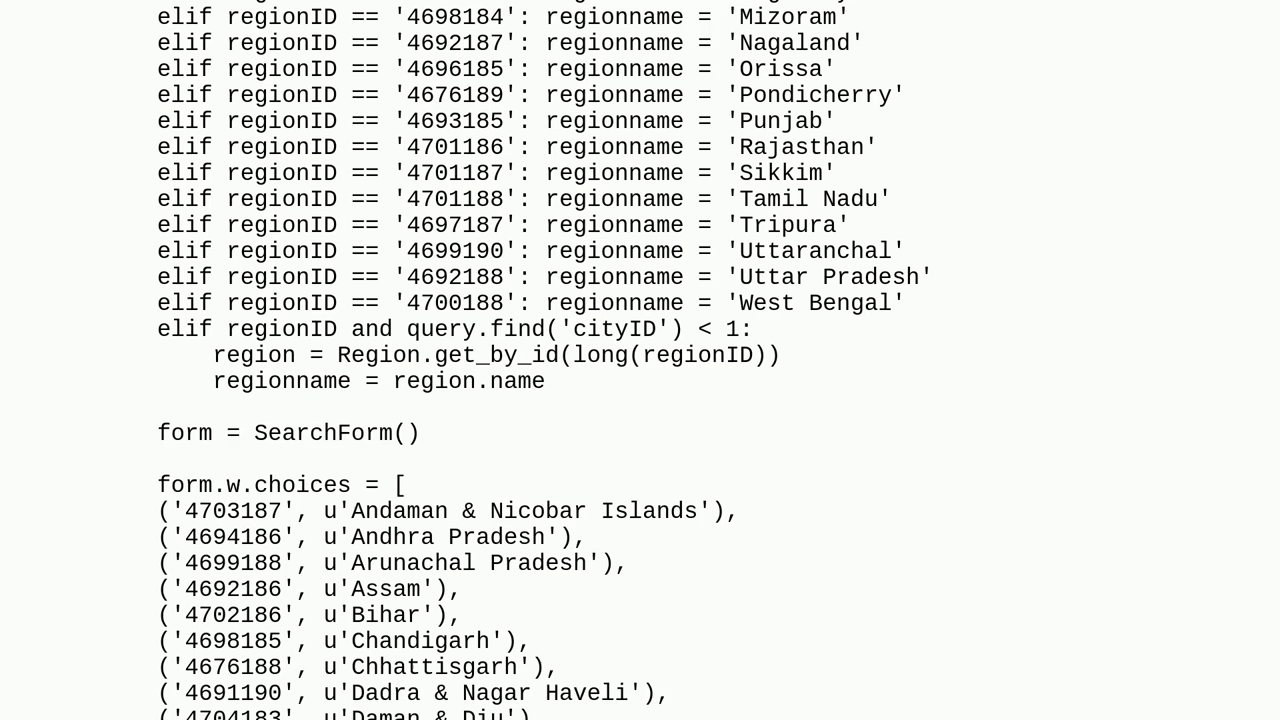 elif regionID == '4698184': regionname = 'Mizoram'
elif regionID == '4692187': regionname = 'Nagaland'
elif regionID == '4696185': regionname = 'Orissa'
elif regionID == '4676189': regionname = 'Pondicherry'
elif regionID == '4693185': regionname = 'Punjab'
elif regionID == '4701186': regionname = 'Rajasthan'
elif regionID == '4701187': regionname = 'Sikkim'
elif regionID == '4701188': regionname = 'Tamil Nadu'
elif regionID == '4697187': regionname = 'Tripura'
elif regionID == '4699190': regionname = 'Uttaranchal'
elif regionID == '4692188': regionname = 'Uttar Pradesh'
elif regionID == '4700188': regionname = 'West Bengal'
elif regionID and query.find('cityID') < 1:
    region = Region.get_by_id(long(regionID))
    regionname = region.name
form = SearchForm()
form.w.choices = [
('4703187', u'Andaman & Nicobar Islands'),
('4694186', u'Andhra Pradesh'),
('4699188', u'Arunachal Pradesh'),
('4692186', u'Assam'),
('4702186', u'Bihar'),
('4698185', u'Chandigarh'),
('4676188', u'Chhattisgarh'),
('4691190', u'Dadra & Nagar Haveli'),
('4704183', u'Daman & Diu'),